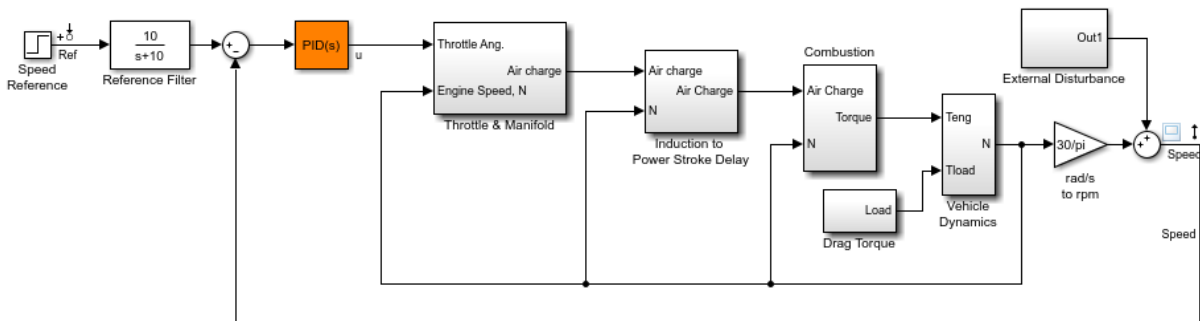 Ref
Speed
Reference
10
s+10
Reference Filter
+
−
PID(s)
u
Throttle Ang.
Air charge
Engine Speed, N
Throttle & Manifold
Air charge
Air Charge
N
Induction to
Power Stroke Delay
Combustion
Air Charge
Torque
N
Load
Drag Torque
Teng
N
Tload
Vehicle
Dynamics
30/pi
rad/s
to rpm
Out1
External Disturbance
+
+
Speed
Speed